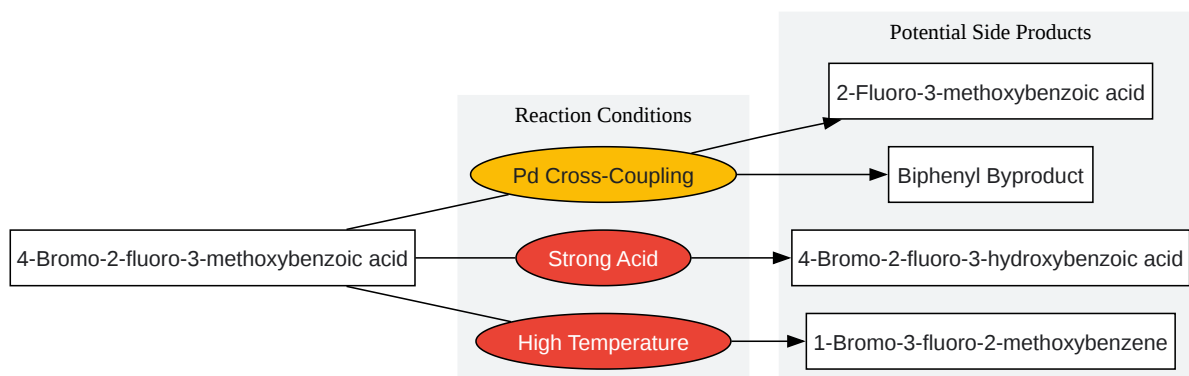 Potential Side Products
2-Fluoro-3-methoxybenzoic acid
Reaction Conditions
Pd Cross-Coupling
Biphenyl Byproduct
4-Bromo-2-fluoro-3-methoxybenzoic acid
Strong Acid
4-Bromo-2-fluoro-3-hydroxybenzoic acid
High Temperature
1-Bromo-3-fluoro-2-methoxybenzene